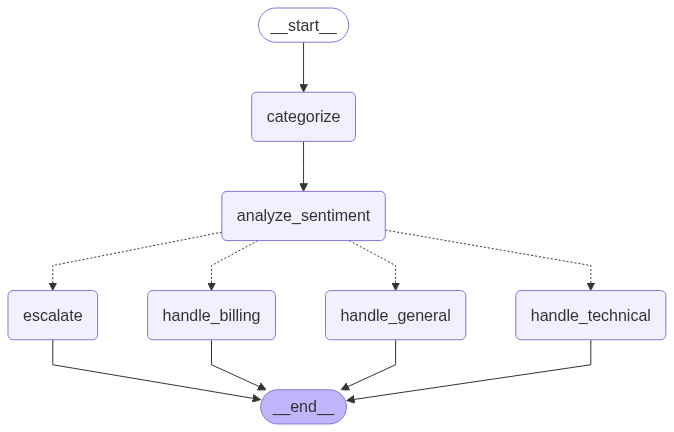 __start__
categorize
analyze_sentiment
escalate
handle_billing
handle_general
handle_technical
__end__